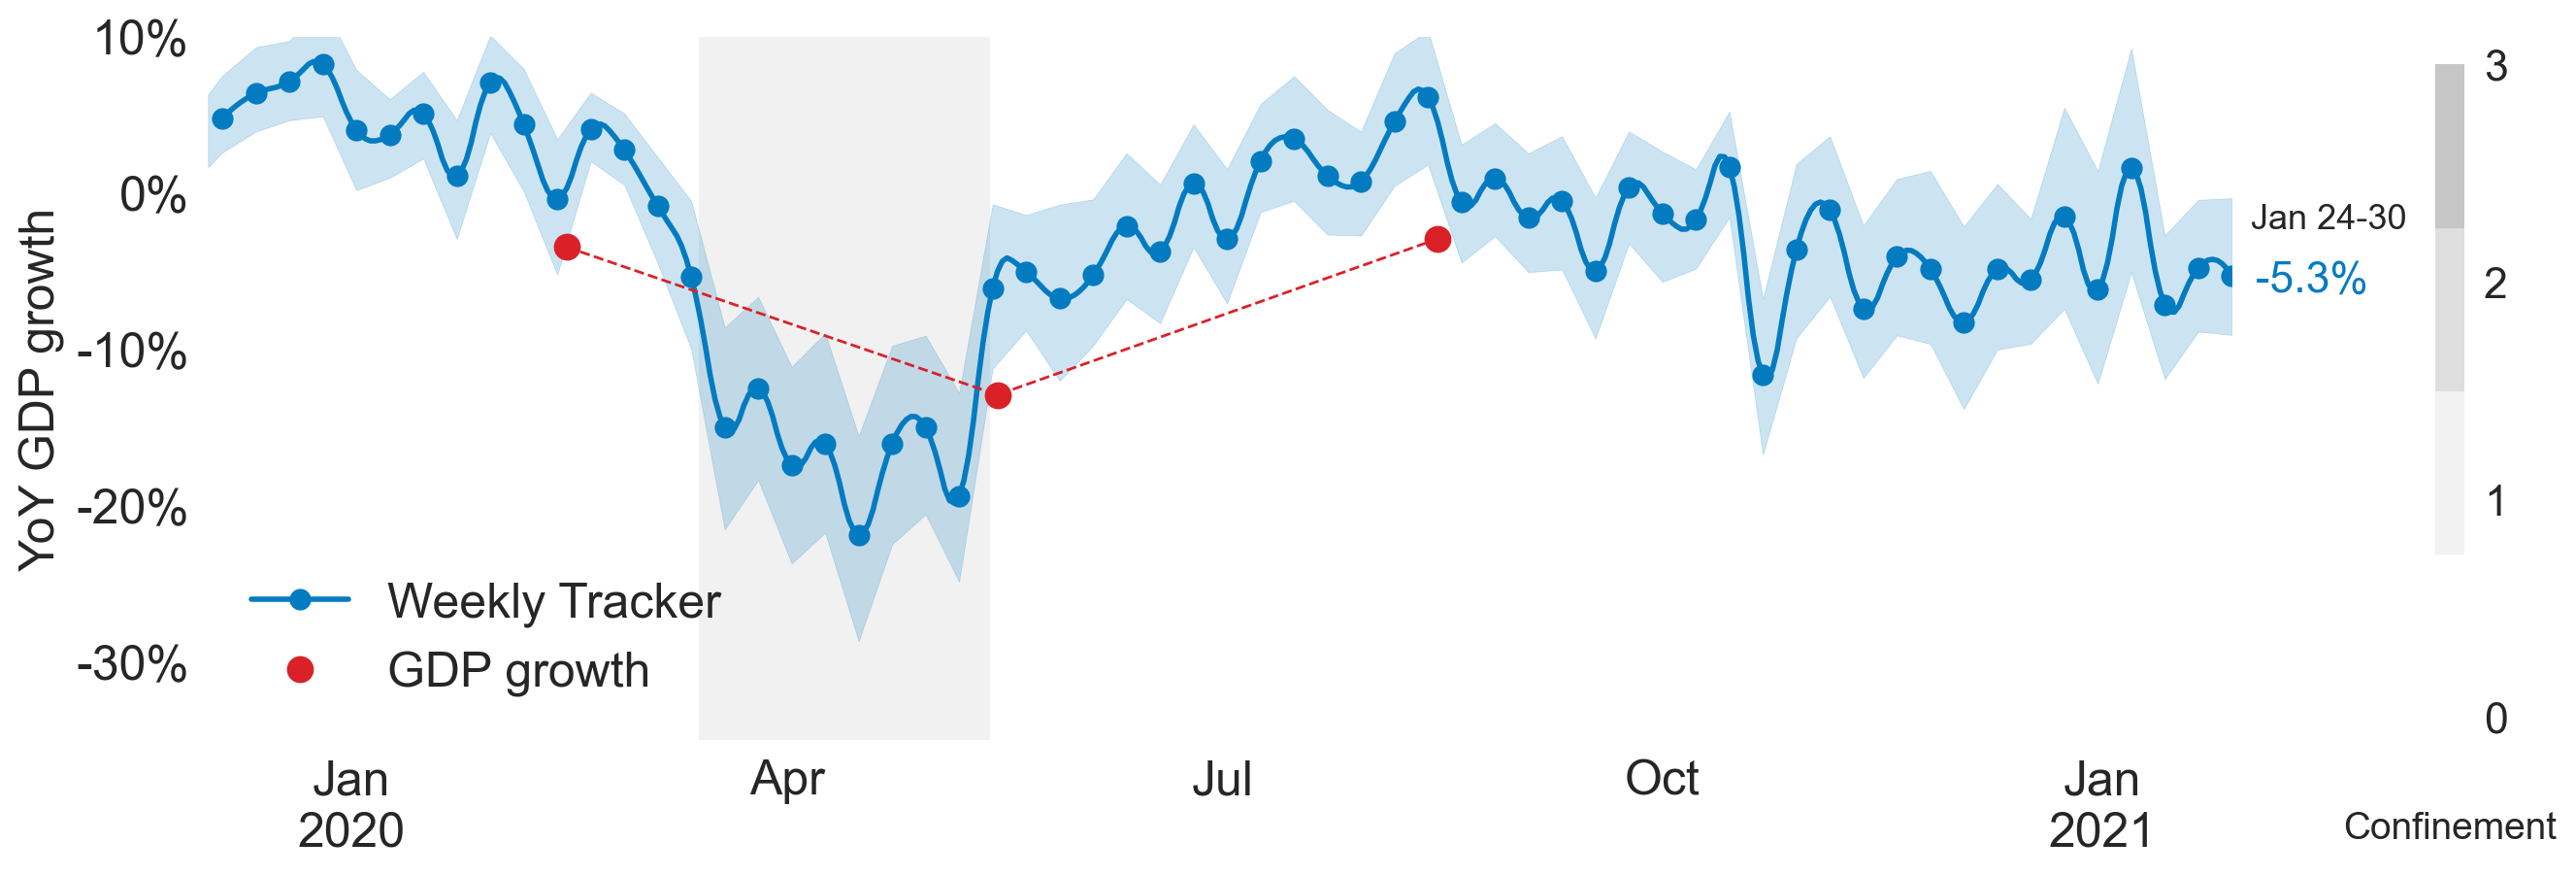 YoY GDP growth
10%
0%
-10%
-20%
-30%
Weekly Tracker
GDP growth
Jan
2020
Apr
Jul
Oct
Jan
2021
Jan 24-30
-5.3%
3
2
1
0
Confinement